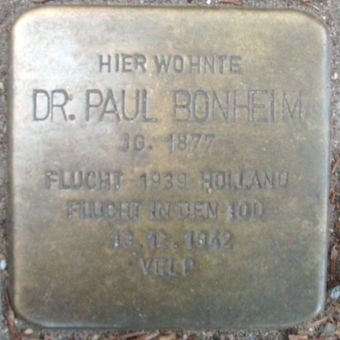 HIER WOHNTE
DR. PAUL BONHEIM
JG. 1877
FLUCHT 1939 HOLLAND
FLUCHT IN DEN TOD
13.12.1942
VELP